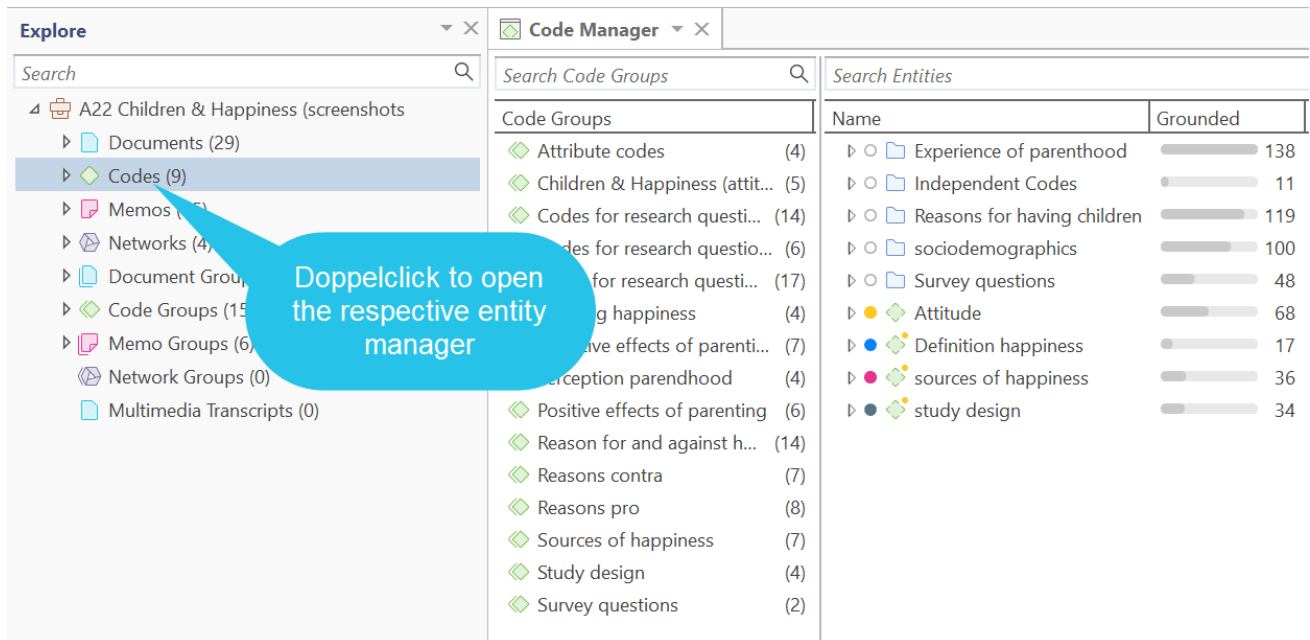 Explore
Search
A22 Children & Happiness (screenshots
Documents (29)
Codes (9)
Memos
Networks (4)
Document Grou
Code Groups (15
Memo Groups (6)
Network Groups (0)
Multimedia Transcripts (0)
Doppelclick to open
the respective entity
manager
Code Manager
Search Code Groups
Code Groups
Attribute codes (4)
Children & Happiness (attit... (5)
Codes for research questi... (14)
des for research questio... (6)
for research questi... (17)
g happiness (4)
ive effects of parenti... (7)
erception parendhood (4)
Positive effects of parenting (6)
Reason for and against h... (14)
Reasons contra (7)
Reasons pro (8)
Sources of happiness (7)
Study design (4)
Survey questions (2)
Search Entities
Name Grounded
Experience of parenthood 138
Independent Codes 11
Reasons for having children 119
sociodemographics 100
Survey questions 48
Attitude 68
Definition happiness 17
sources of happiness 36
study design 34